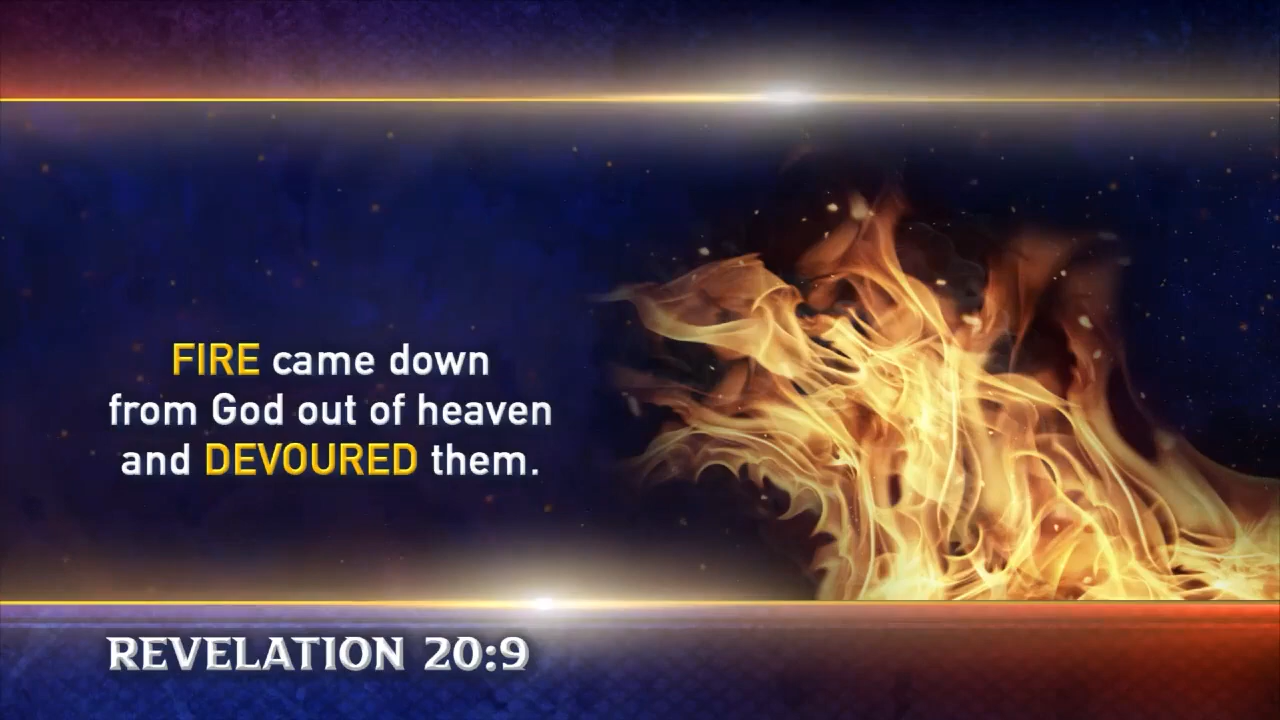 FIRE came down
from God out of heaven
and DEVOURED them.
REVELATION 20:9